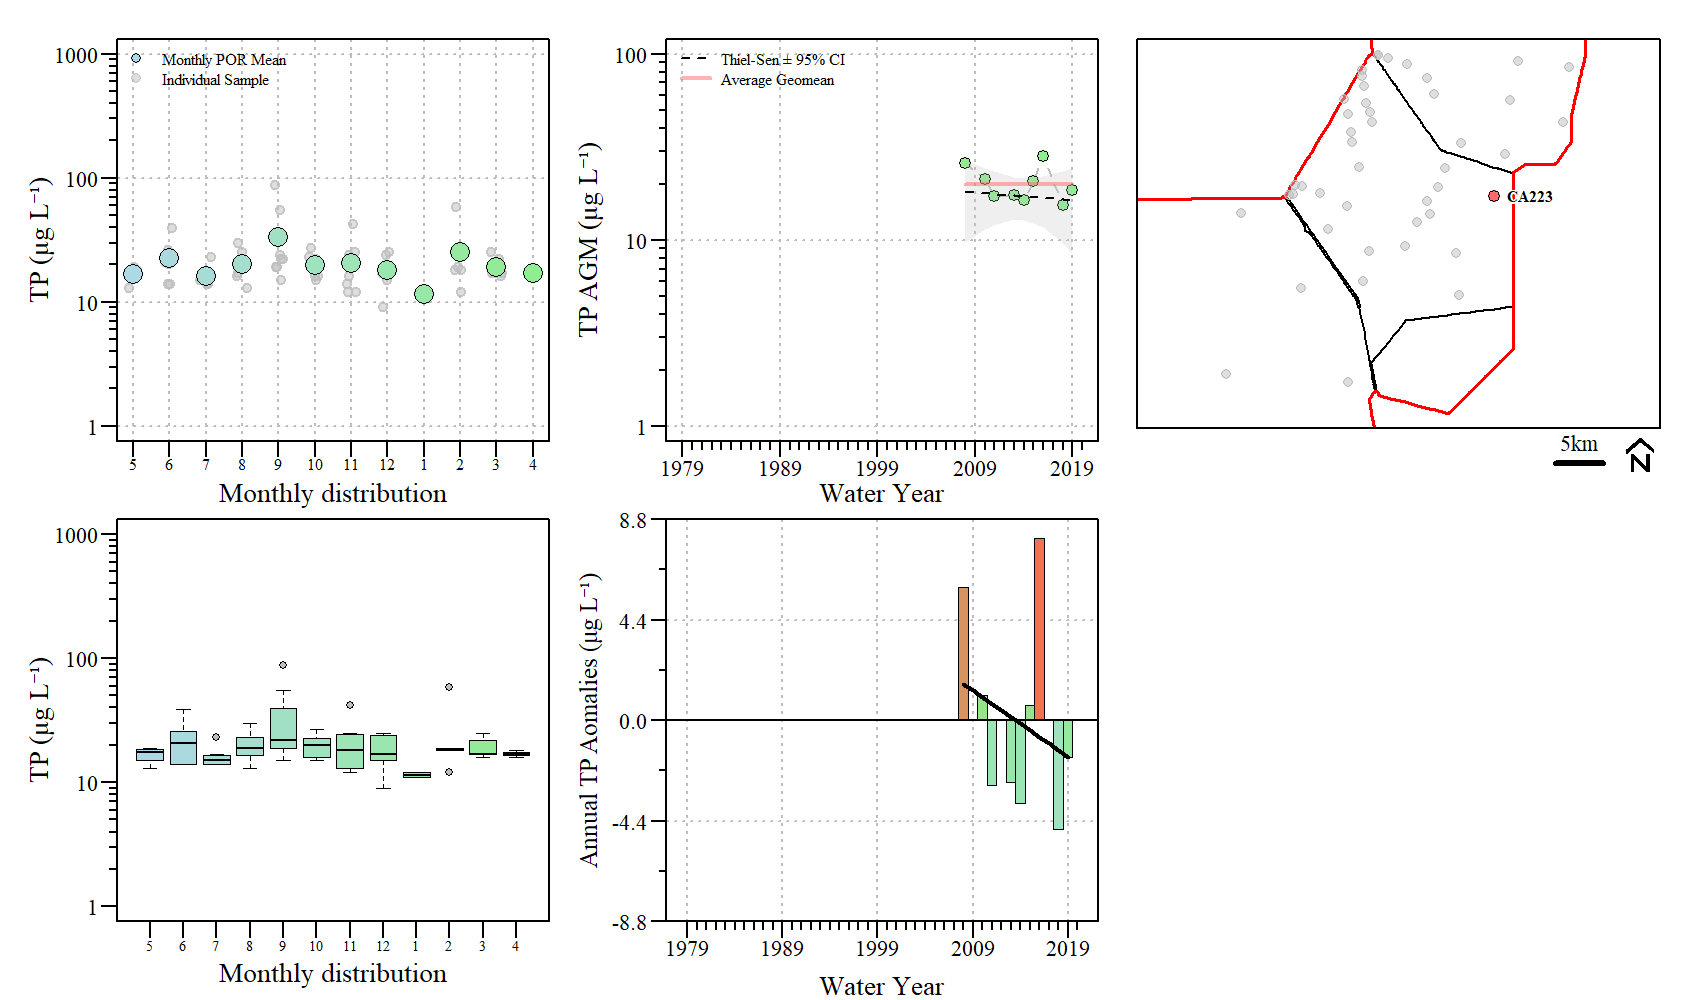 1000
100
10
1
TP (µg L⁻¹)
Monthly POR Mean
Individual Sample
5 6 7 8 9 10 11 12 1 2 3 4
Monthly distribution
100
10
1
TP AGM (µg L⁻¹)
Thiel-Sen ± 95% CI
Average Geomean
1979 1989 1999 2009 2019
Water Year
CA223
5km
N
1000
100
10
1
TP (µg L⁻¹)
5 6 7 8 9 10 11 12 1 2 3 4
Monthly distribution
8.8
4.4
0.0
-4.4
-8.8
Annual TP Aomalies (µg L⁻¹)
1979 1989 1999 2009 2019
Water Year